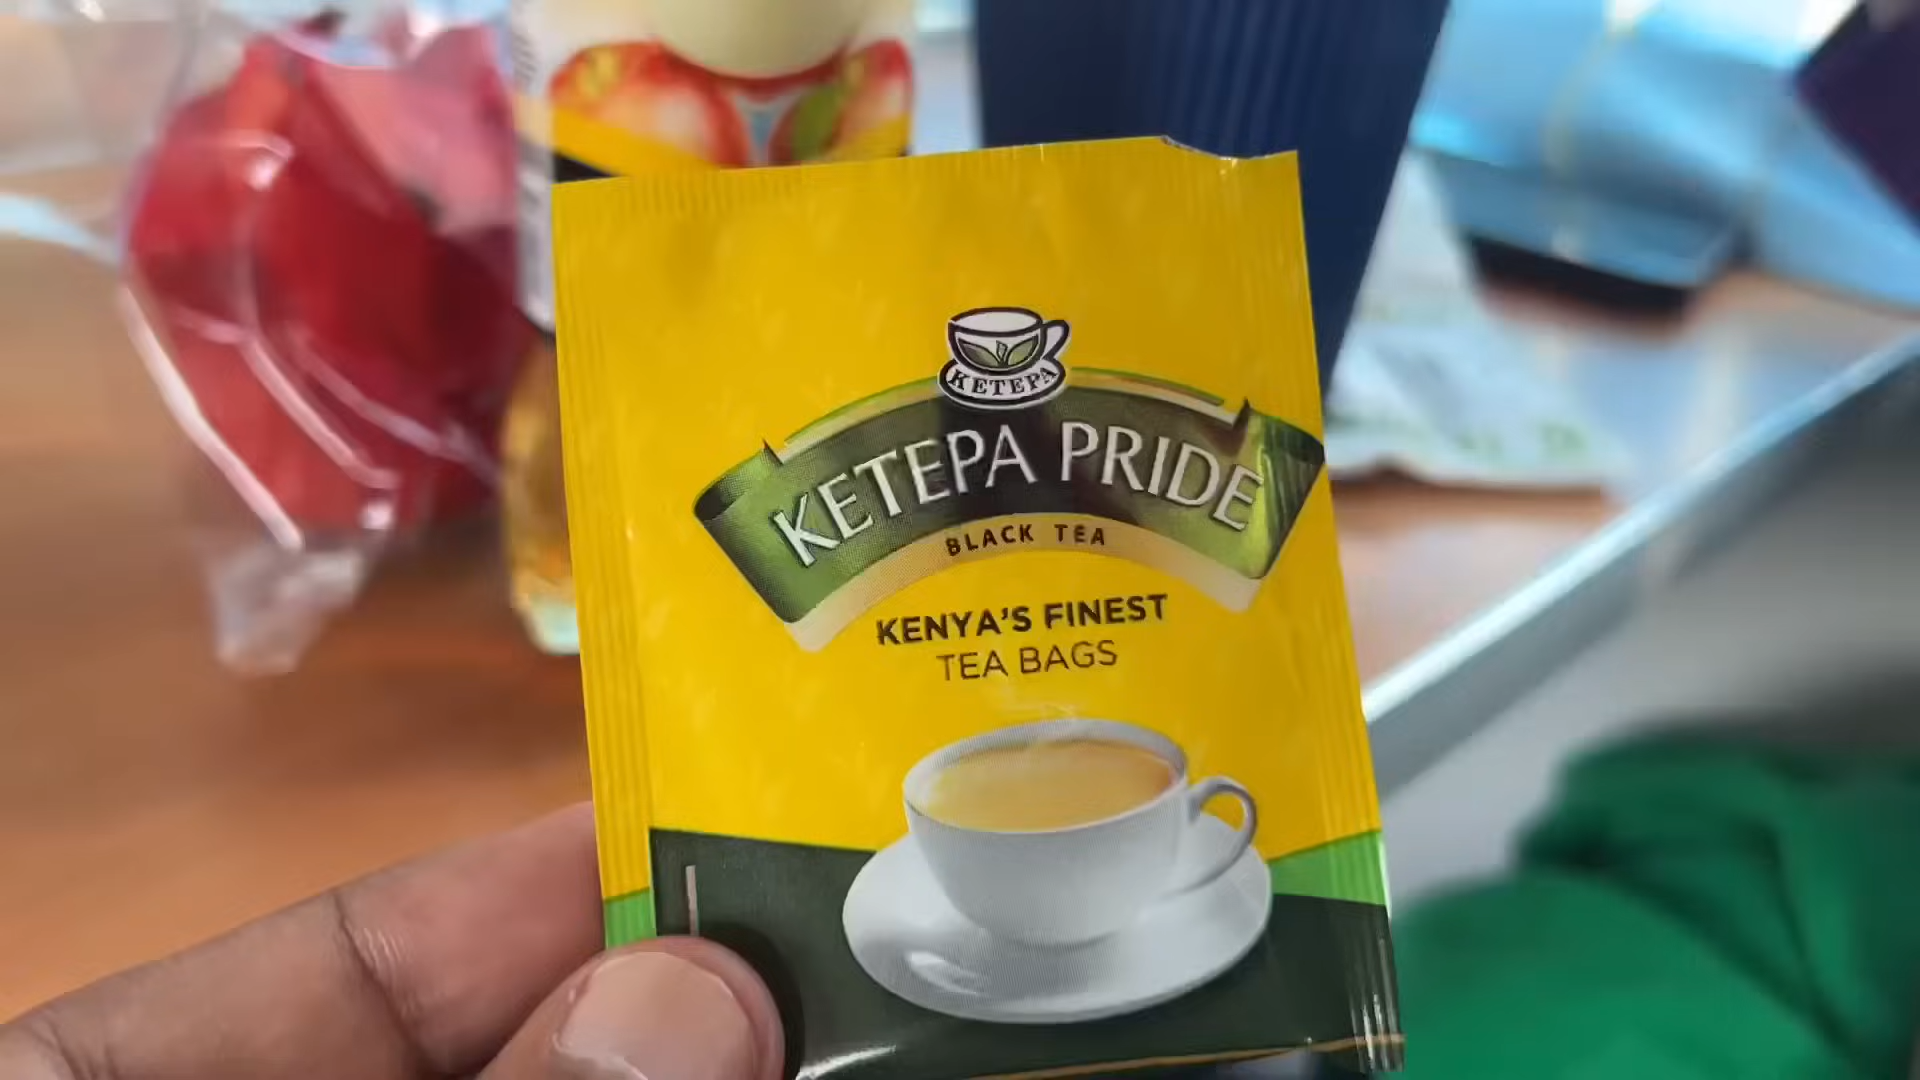 KETEPA
KETEPA PRIDE
BLACK TEA
KENYA'S FINEST
TEA BAGS